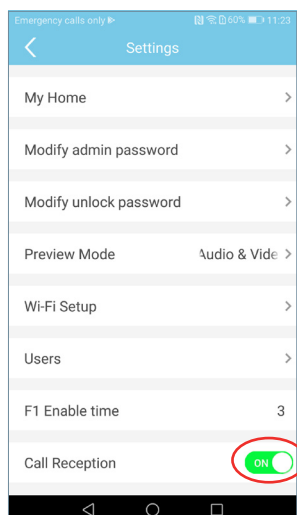 Emergency calls only 60% 11:23
Settings
My Home
Modify admin password
Modify unlock password
Preview Mode Audio & Vide
Wi-Fi Setup
Users
F1 Enable time 3
Call Reception ON